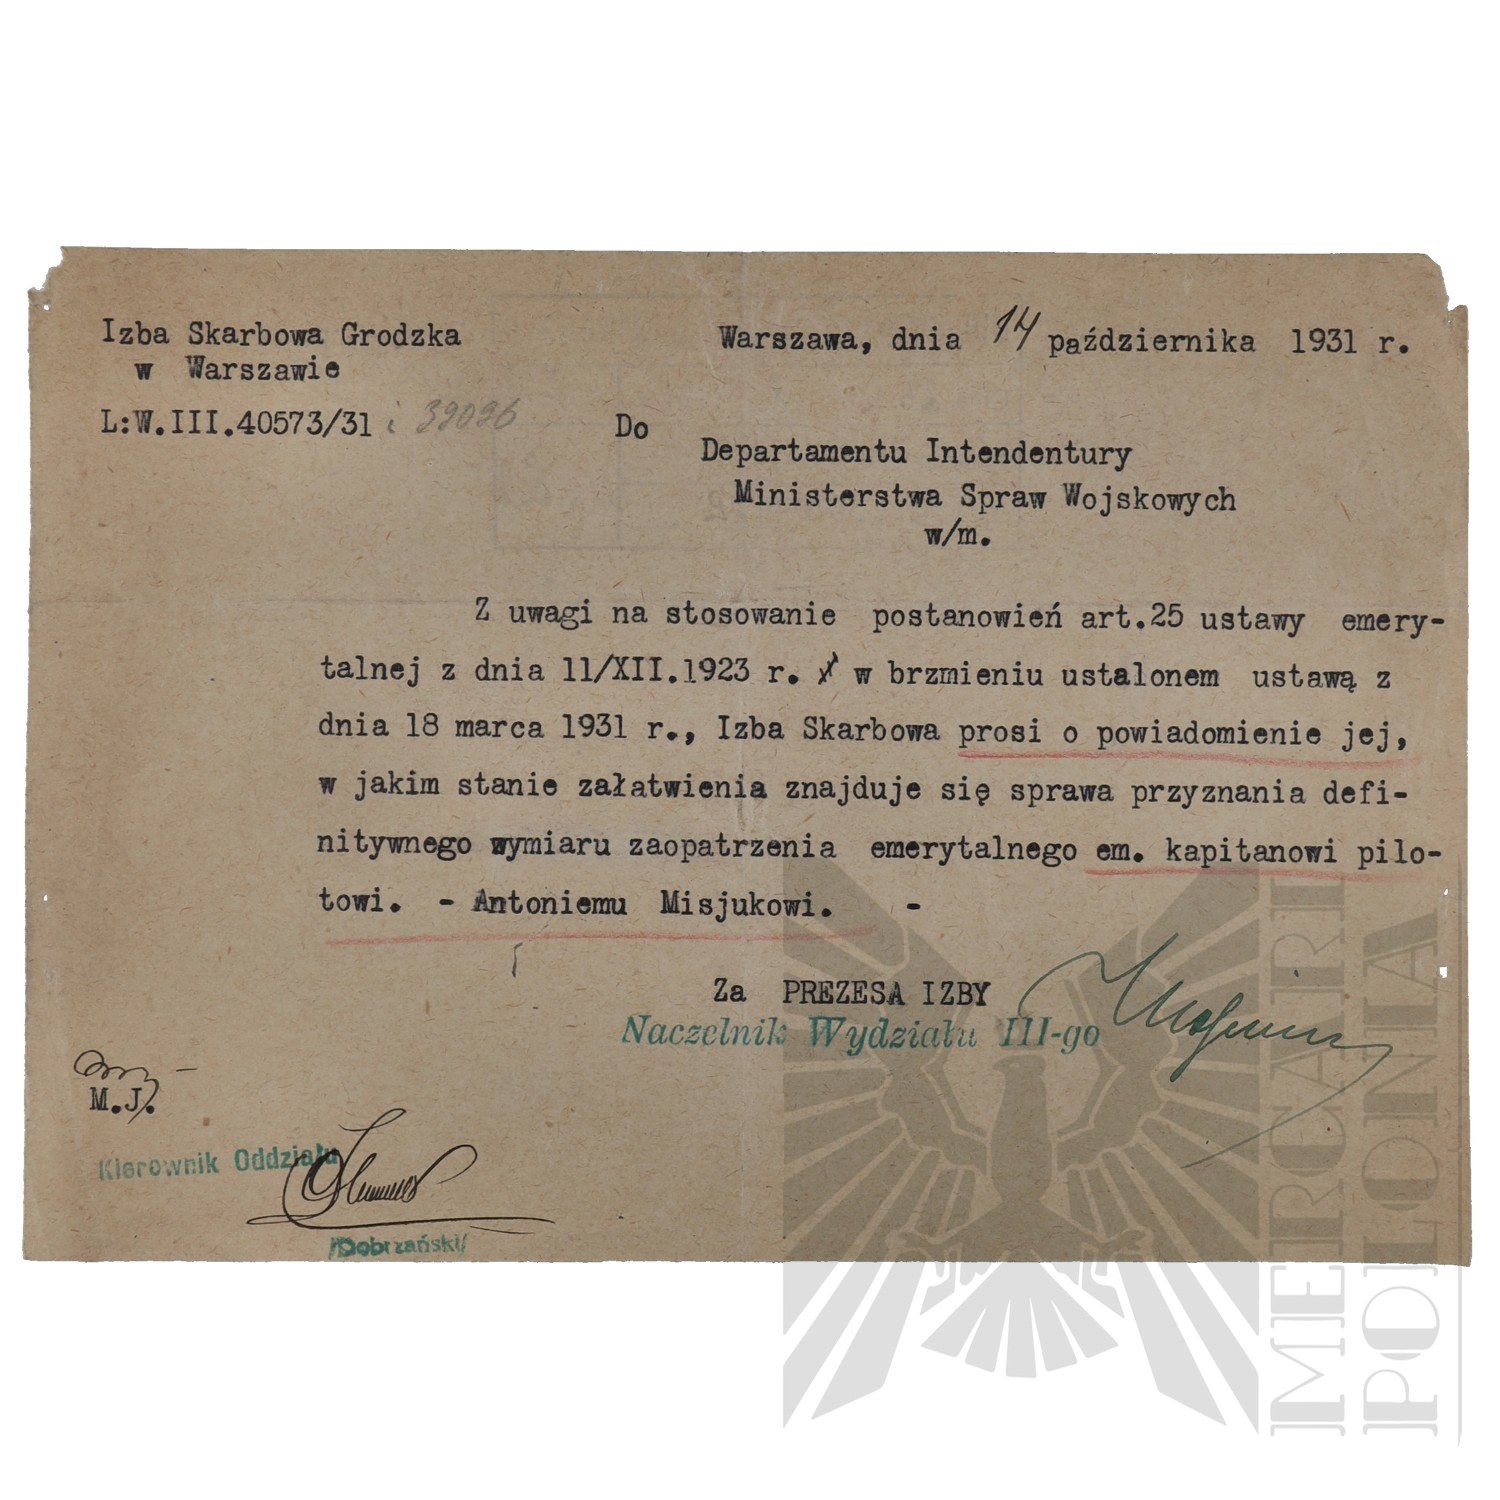 Izba Skarbowa Grodzka
w Warszawie
L:W.III.40573/31 i 39096
Warszawa, dnia 14 października 1931 r.
Do
Departamentu Intendentury
Ministerstwa Spraw Wojskowych
w/m.
Z uwagi na stosowanie postanowień art.25 ustawy emery-
talnej z dnia 11/XII.1923 r. w brzmieniu ustalonem ustawą z
dnia 18 marca 1931 r., Izba Skarbowa prosi o powiadomienie jej,
w jakim stanie załatwienia znajduje się sprawa przyznania defi-
nitywnego wymiaru zaopatrzenia emerytalnego em. kapitanowi pilo-
towi. - Antoniemu Misjukowi. -
Za PREZESA IZBY
Naczelnik Wydziału III-go
M.J.
Kierownik Oddziału
/Dobrzański/
MERCARI
POLONIA